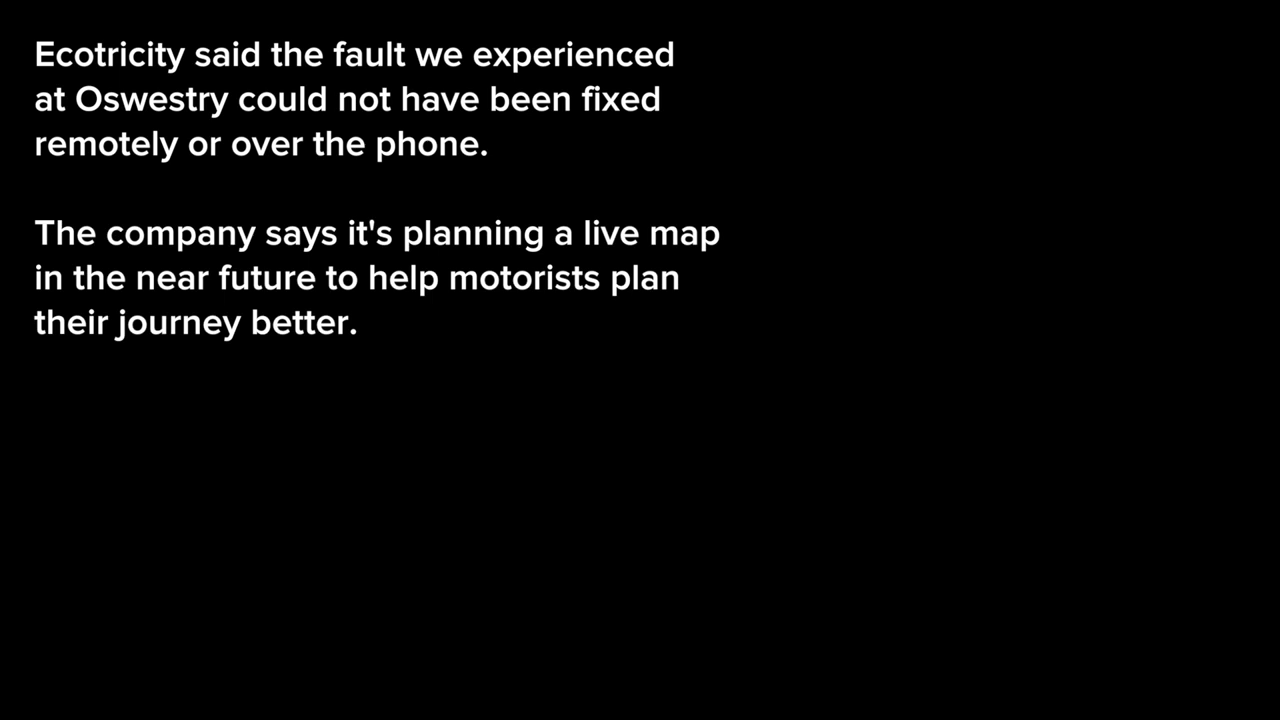 Ecotricity said the fault we experienced
at Oswestry could not have been fixed
remotely or over the phone.
The company says it's planning a live map
in the near future to help motorists plan
their journey better.